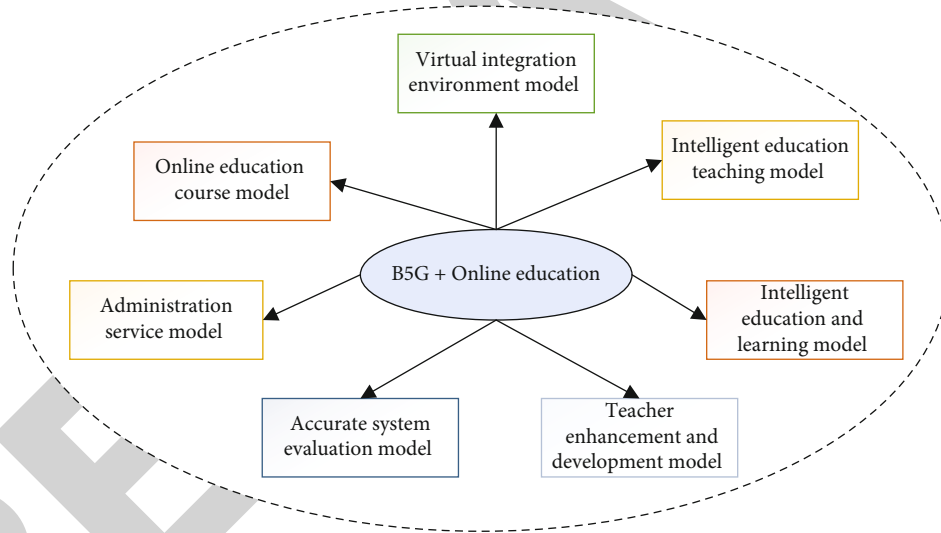 Virtual integration
environment model
Intelligent education
teaching model
Online education
course model
B5G + Online education
Administration
service model
Intelligent
education and
learning model
Accurate system
evaluation model
Teacher
enhancement and
development model